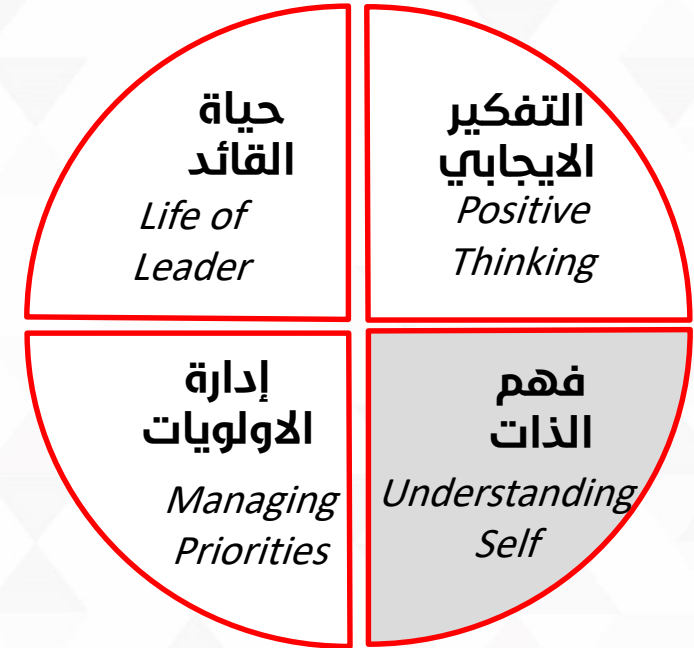 حياة
القائد
Life of
Leader
التفكير
الايجابي
Positive
Thinking
إدارة
الاولويات
Managing
Priorities
فهم
الذات
Understanding
Self